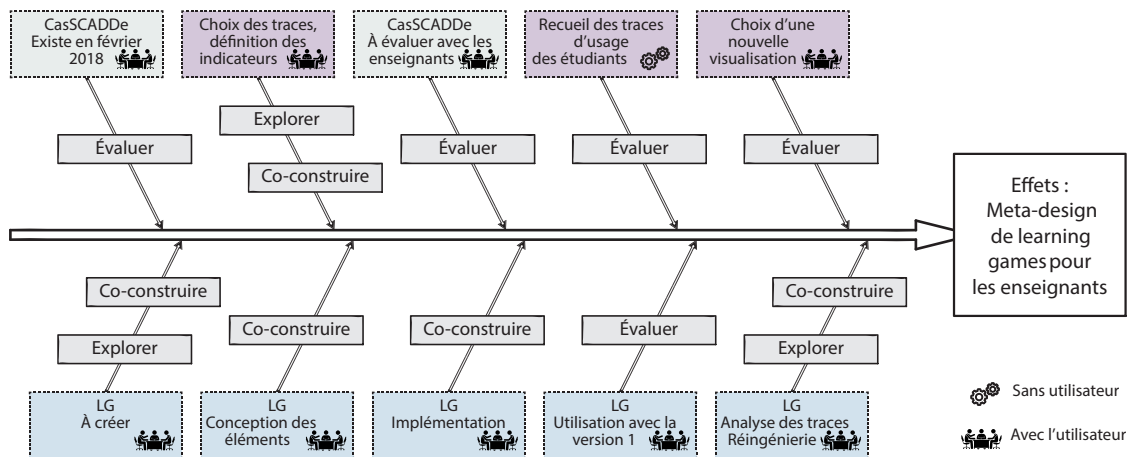 CasSCADDe
Existe en février
2018
Choix des traces,
définition des
indicateurs
CasSCADDe
À évaluer avec les
enseignants
Recueil des traces
d'usage
des étudiants
Choix d'une
nouvelle
visualisation
Évaluer
Explorer
Co-construire
Évaluer
Évaluer
Évaluer
Effets :
Meta-design
de learning
games pour
les enseignants
Co-construire
Explorer
Co-construire
Co-construire
Évaluer
Co-construire
Explorer
LG
À créer
LG
Conception des
éléments
LG
Implémentation
LG
Utilisation avec la
version 1
LG
Analyse des traces
Réingénierie
Sans utilisateur
Avec l'utilisateur